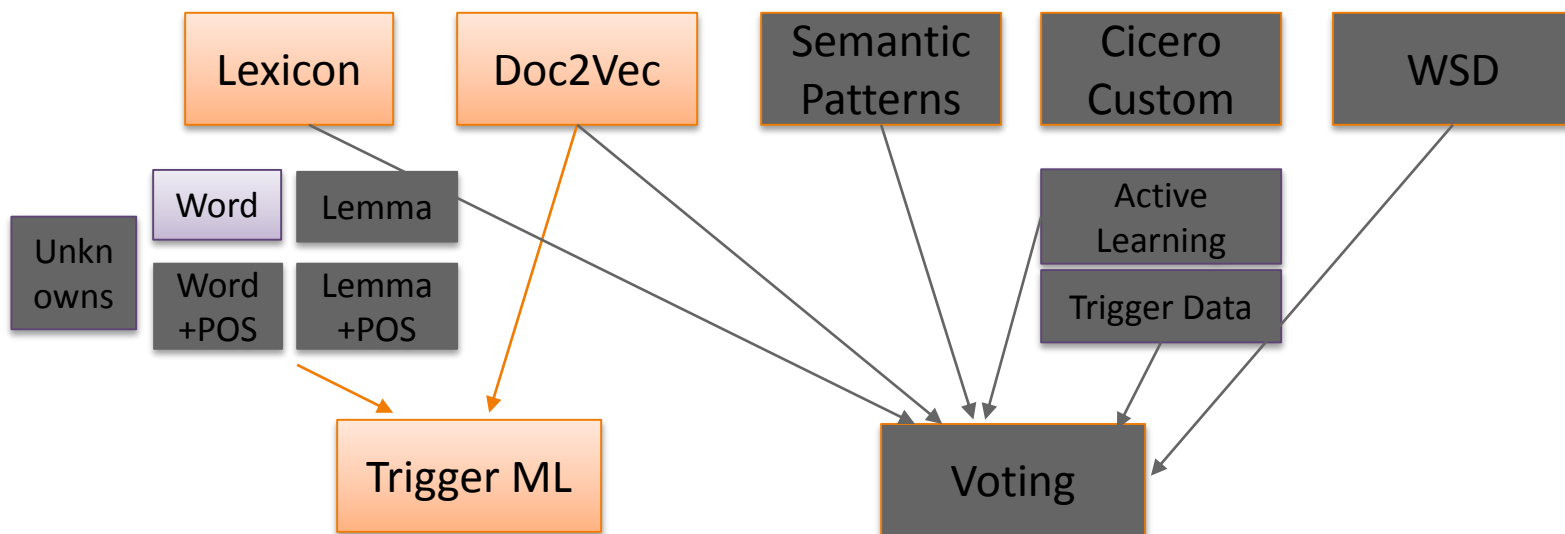 Lexicon
Doc2Vec
Semantic
Patterns
Cicero
Custom
WSD
Unkn
owns
Word
Lemma
Word
+POS
Lemma
+POS
Active
Learning
Trigger Data
Trigger ML
Voting